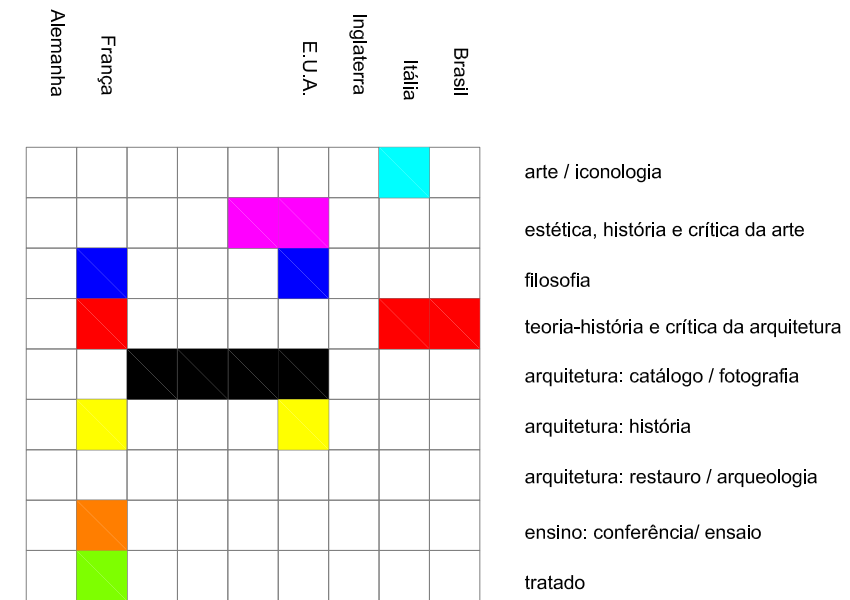 Alemanha
França
E.U.A.
Inglaterra
Itália
Brasil
arte / iconologia
estética, história e crítica da arte
filosofia
teoria-história e crítica da arquitetura
arquitetura: catálogo / fotografia
arquitetura: história
arquitetura: restauro / arqueologia
ensino: conferência/ ensaio
tratado